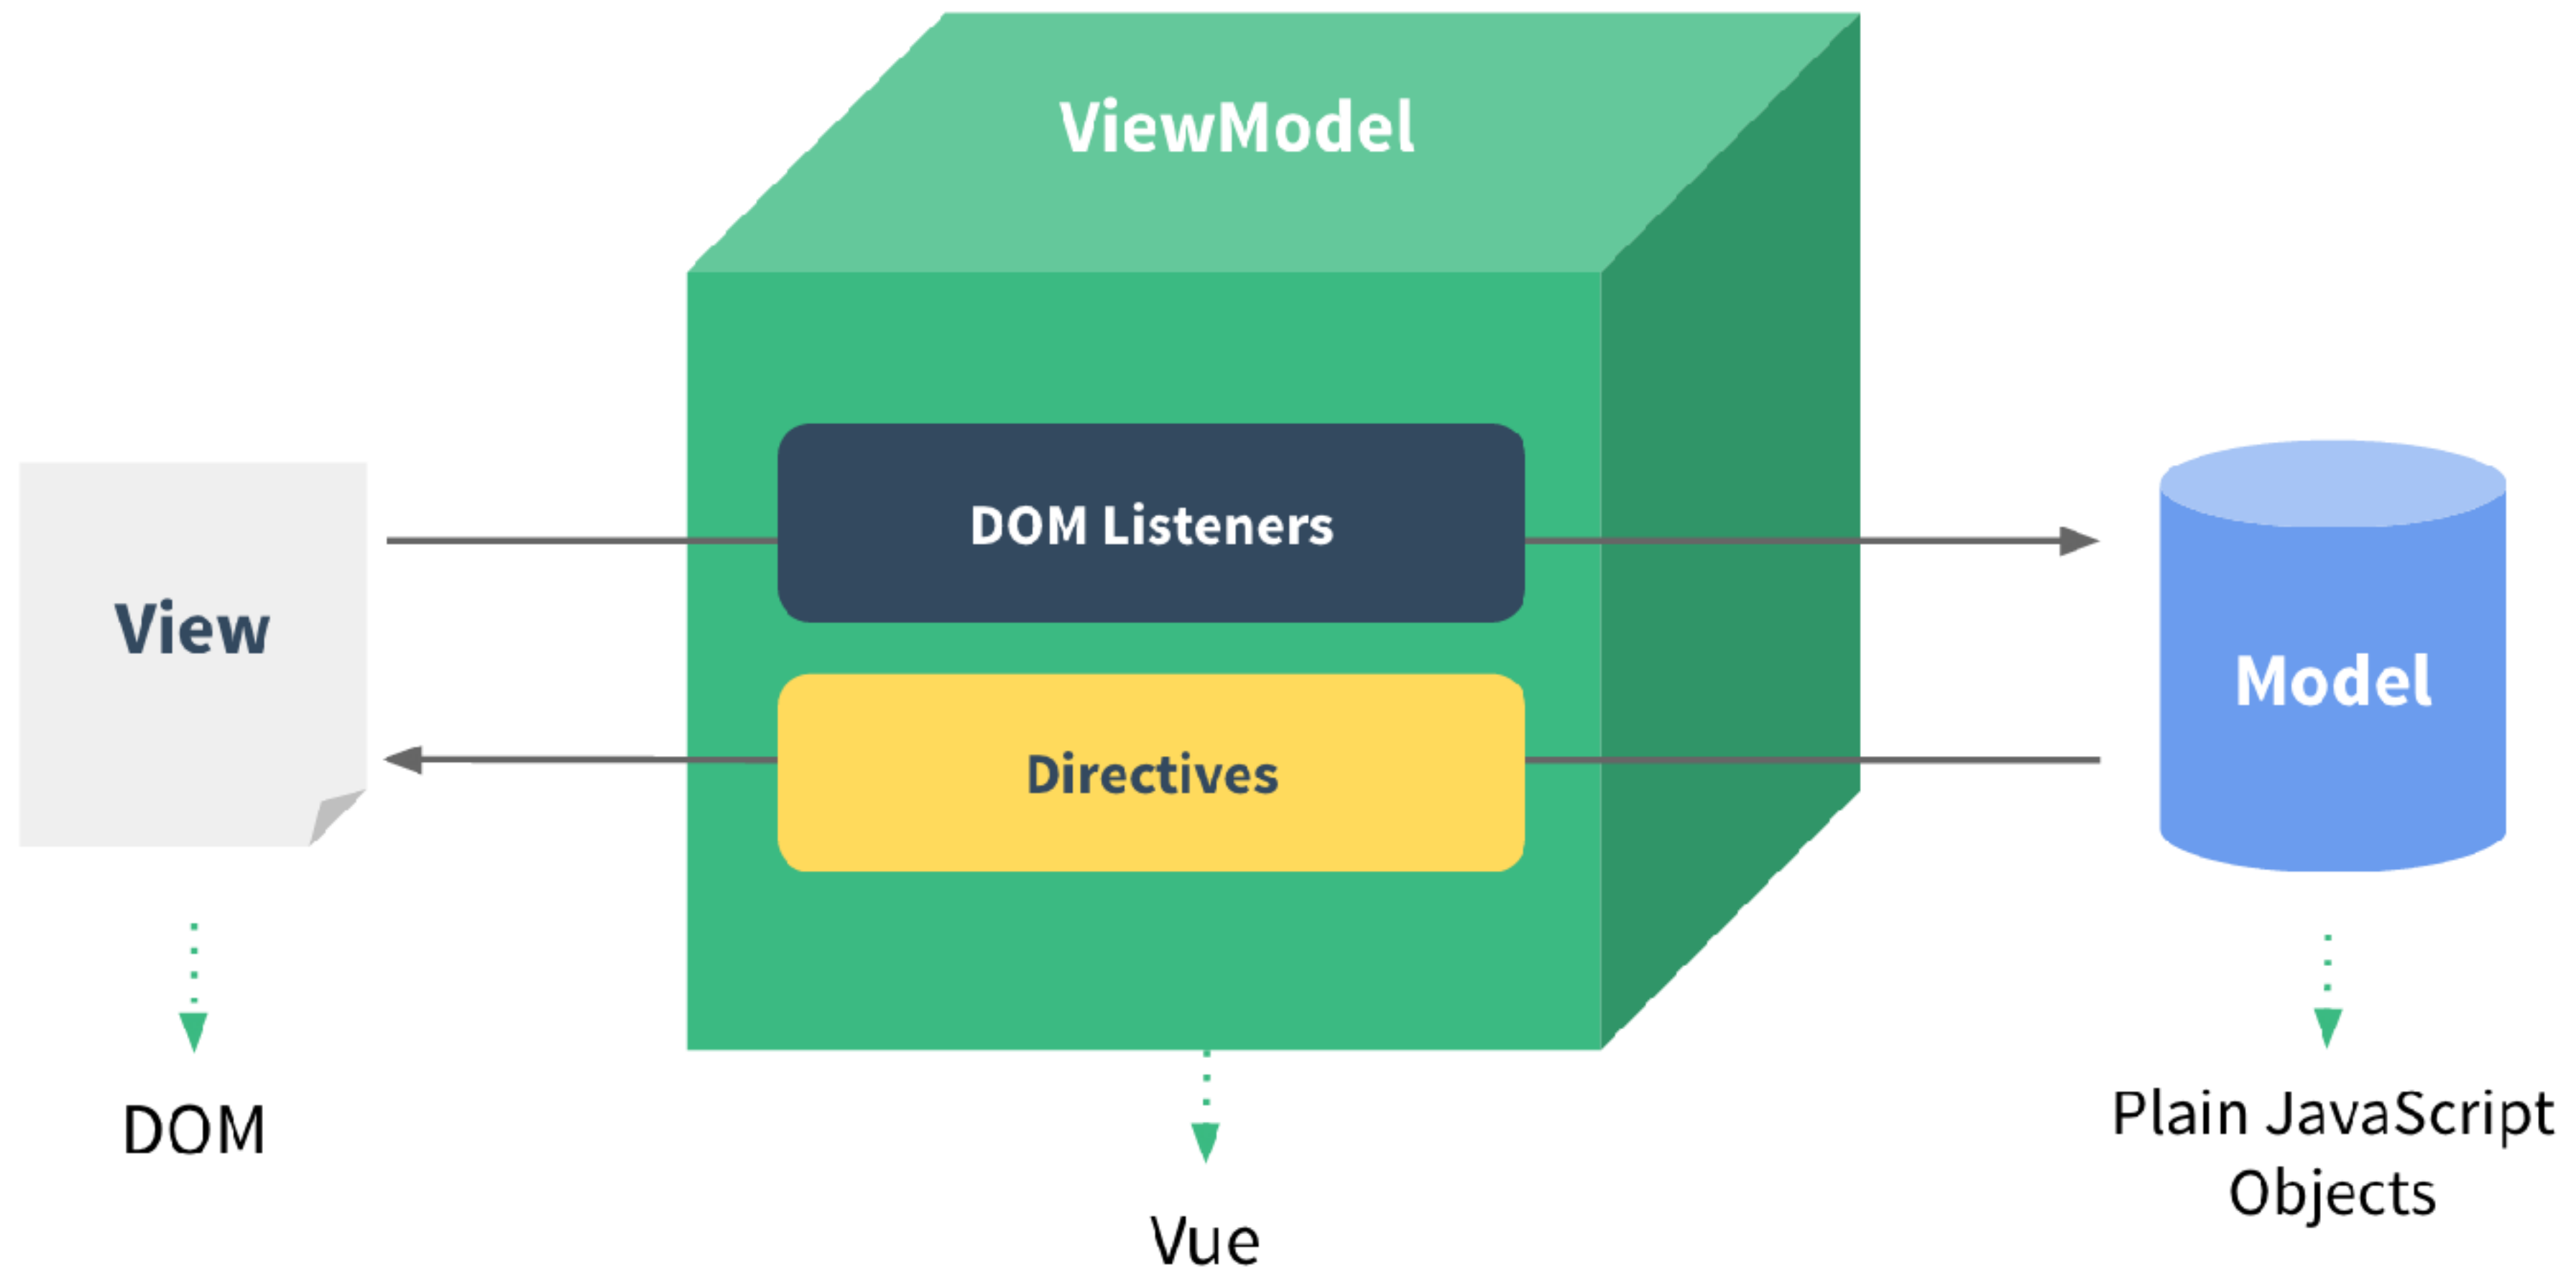 ViewModel
DOM Listeners
View
Model
Directives
DOM
Plain JavaScript
Objects
Vue